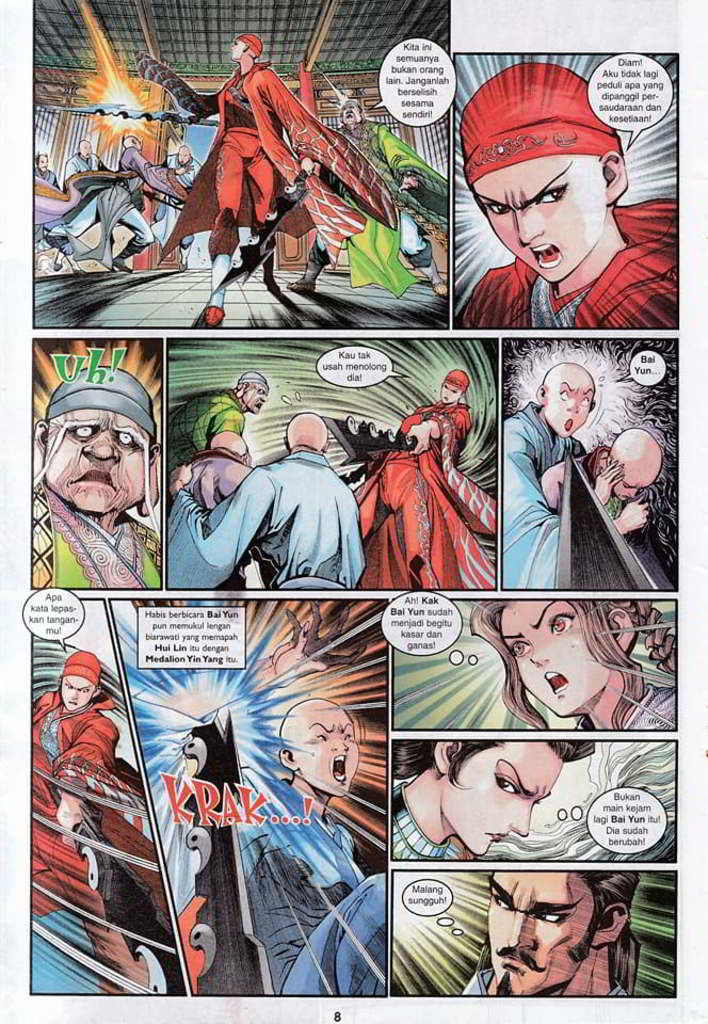 Kita ini
semuanya
bukan orang
lain. Janganlah
berselisih
sesama
sendiri!
Diam!
Aku tidak lagi
peduli apa yang
dipanggil per-
saudaraan dan
kesetiaan!
Uh!
Kau tak
usah menolong
dia!
Bai
Yun...
Apa
kata lepas-
kan tangan-
mu!
Habis berbicara Bai Yun
pun memukul lengan
biarawati yang memapah
Hui Lin itu dengan
Medalion Yin Yang itu.
KRAK...!
Ah! Kak
Bai Yun sudah
menjadi begitu
kasar dan
ganas!
Bukan
main kejam
lagi Bai Yun itu!
Dia sudah
berubah!
Malang
sungguh!
8